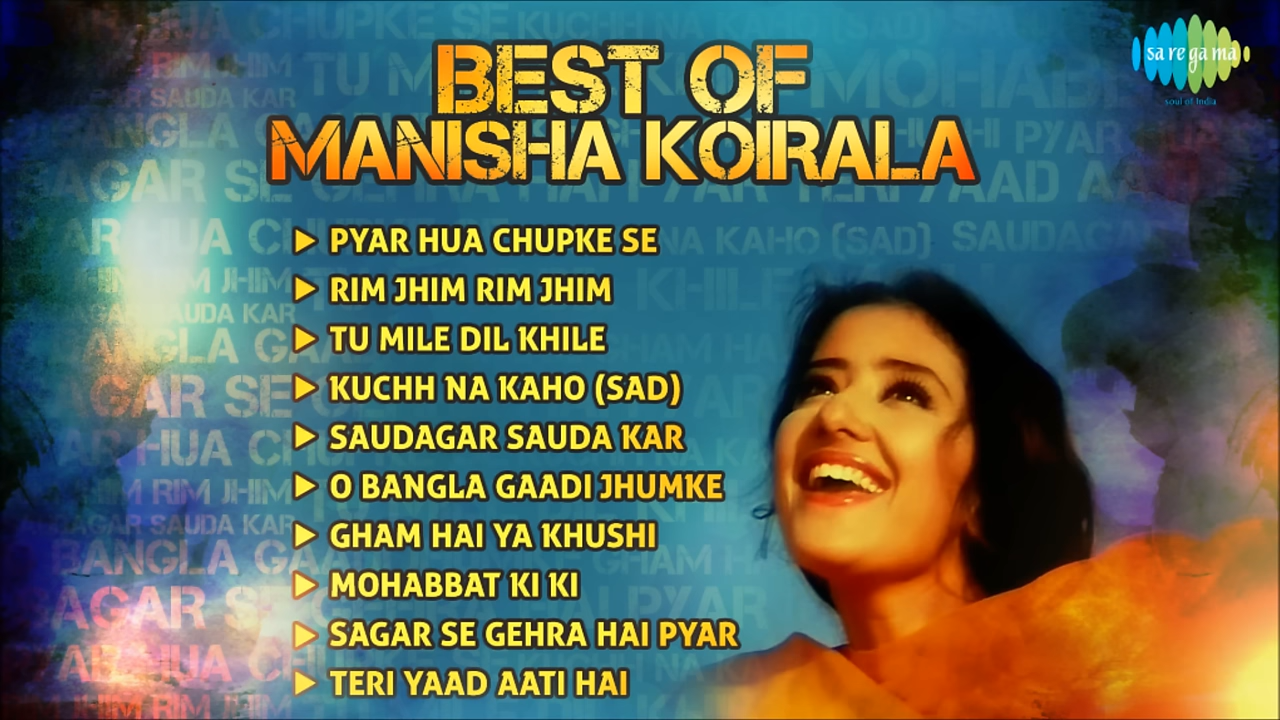 sa re ga ma
soul of India
BEST OF
MANISHA KOIRALA
PYAR HUA CHUPKE SE
RIM JHIM RIM JHIM
TU MILE DIL KHILE
KUCHH NA KAHO (SAD)
SAUDAGAR SAUDA KAR
O BANGLA GAADI JHUMKE
GHAM HAI YA KHUSHI
MOHABBAT KI KI
SAGAR SE GEHRA HAI PYAR
TERI YAAD AATI HAI